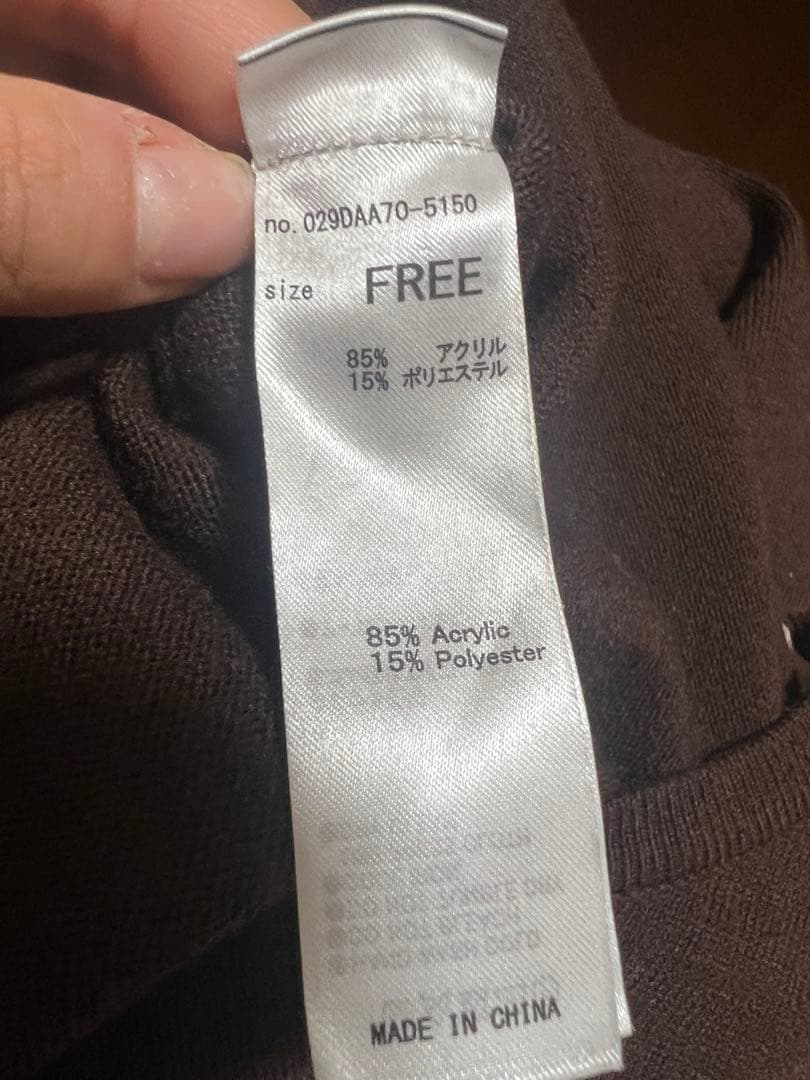 no. 029DAA70-5150
size FREE
85% アクリル
15% ポリエステル
85% Acrylic
15% Polyester
MADE IN CHINA